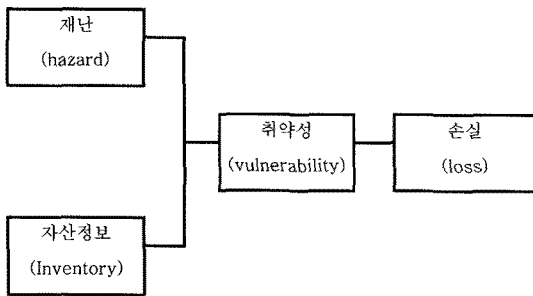 재난
(hazard)
취약성
(vulnerability)
손실
(loss)
자산정보
(Inventory)